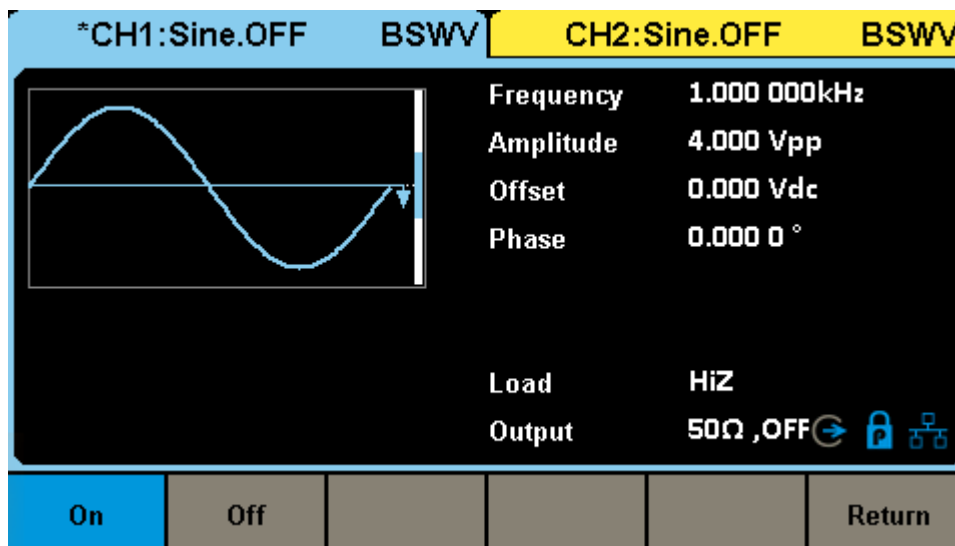 *CH1:Sine.OFF BSWV CH2:Sine.OFF BSWV
Frequency 1.000 000kHz
Amplitude 4.000 Vpp
Offset 0.000 Vdc
Phase 0.000 0 °
Load HiZ
Output 50Ω ,OFF P
On Off Return